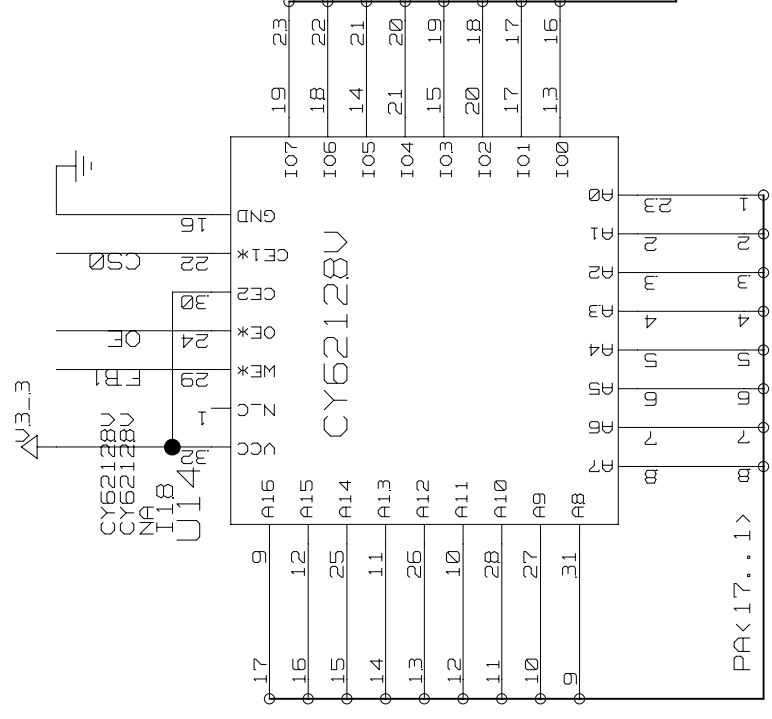 23 22 21 20 19 18 17 16
19 18 14 21 15 20 17 13
IO7 IO6 IO5 IO4 IO3 IO2 IO1 IO0
16 GND
CS0 22 CE1*
30 CE2
OE 24 OE*
29 WE*
1 N_C
V3_3
32 VCC
CY62128V
CY62128V
CY62128V
NA
I18
U14
A0 23 1
A1 2 2
A2 3 3
A3 4 4
A4 5 5
A5 6 6
A6 7 7
A7 8 8
A16 A15 A14 A13 A12 A11 A10 A9 A8
9 12 25 11 26 10 28 27 31
17 16 15 14 13 12 11 10 9
PA<17..1>